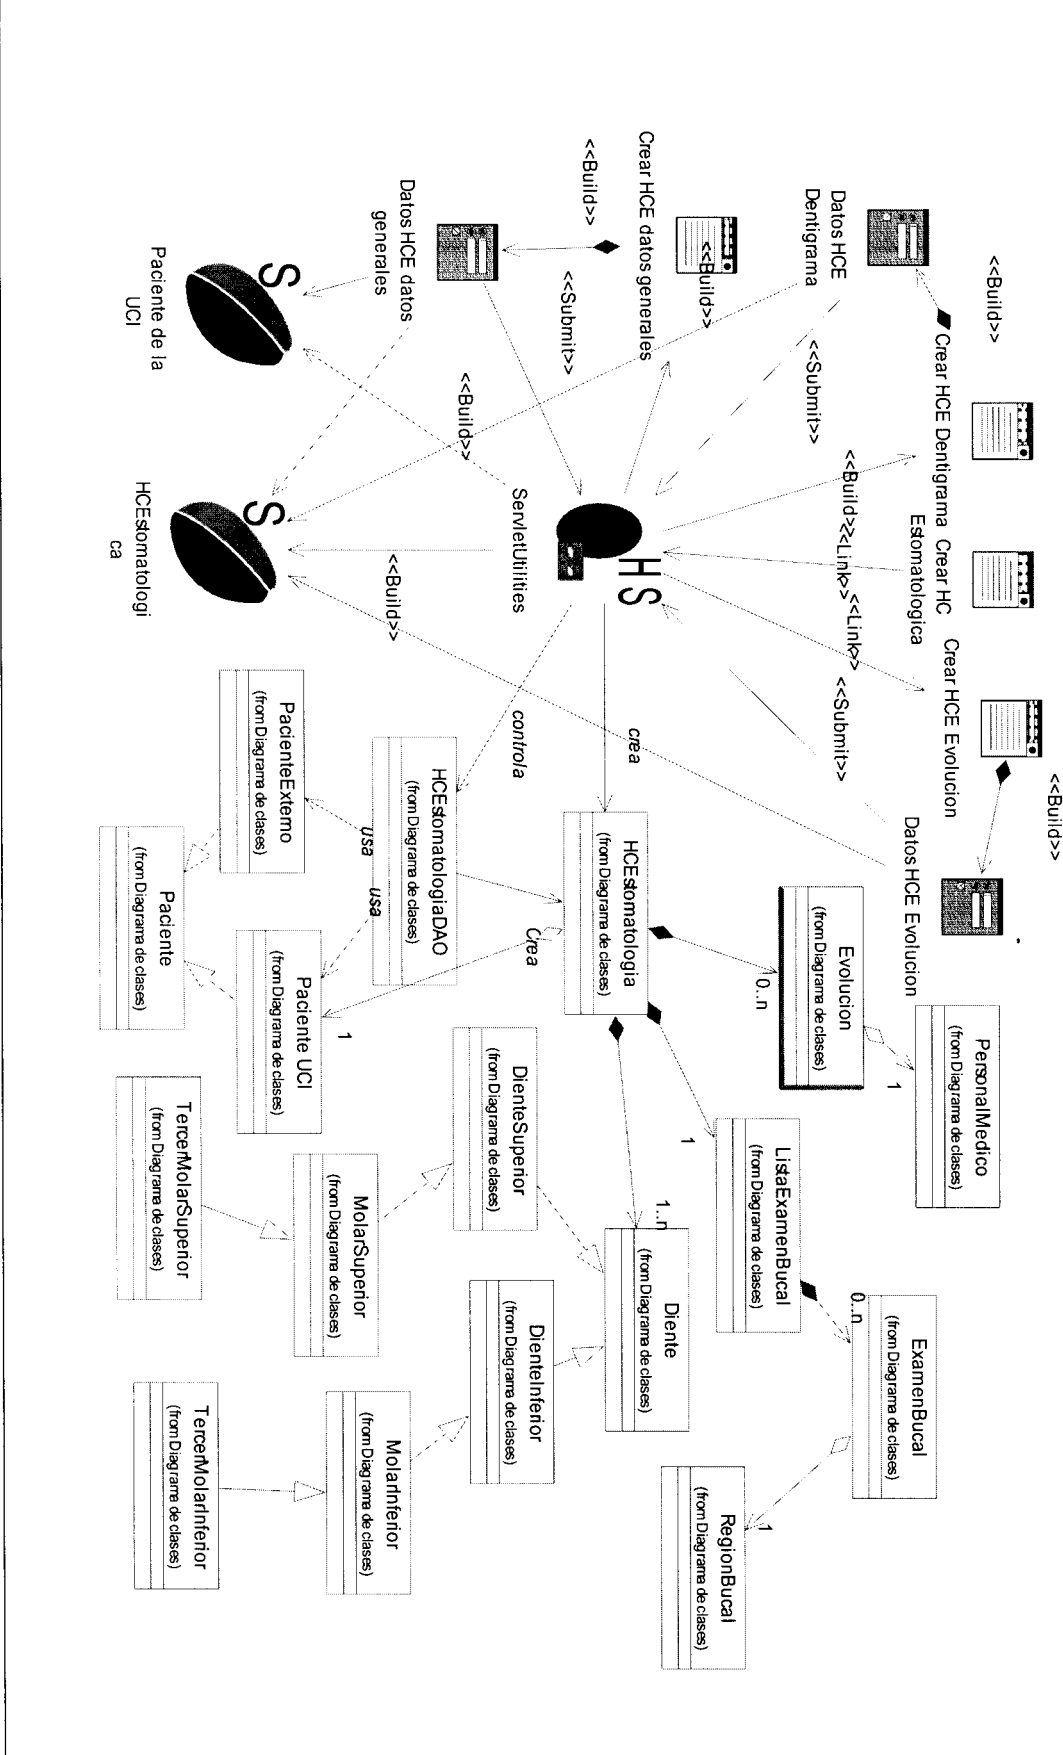 <<Build>>
<<Build>>
Crear HCE Dentigrama
Crear HC
Estomatologica
Crear HCE Evolucion
Datos HCE Evolucion
Datos HCE
Dentigrama
<<Submit>>
<<Build>>
<<Link>>
<<Link>>
<<Submit>>
<<Build>>
Crear HCE datos generales
<<Build>>
<<Submit>>
Datos HCE datos
generales
<<Build>>
HS
ServletUtilities
<<Build>>
S
Paciente de la
UCI
S
HCEstomatologi
ca
controla
crea
PersonalMedico
(from Diagrama de clases)
1
Evolucion
(from Diagrama de clases)
0..n
HCEstomatologia
(from Diagrama de clases)
HCEstomatologiaDAO
(from Diagrama de clases)
Crea
usa
usa
PacienteExterno
(from Diagrama de clases)
Paciente UCI
(from Diagrama de clases)
1
Paciente
(from Diagrama de clases)
1
ListaExamenBucal
(from Diagrama de clases)
0..n
ExamenBucal
(from Diagrama de clases)
1
RegionBucal
(from Diagrama de clases)
1..n
Diente
(from Diagrama de clases)
DienteSuperior
(from Diagrama de clases)
DienteInferior
(from Diagrama de clases)
MolarSuperior
(from Diagrama de clases)
MolarInferior
(from Diagrama de clases)
TercerMolarSuperior
(from Diagrama de clases)
TercerMolarInferior
(from Diagrama de clases)